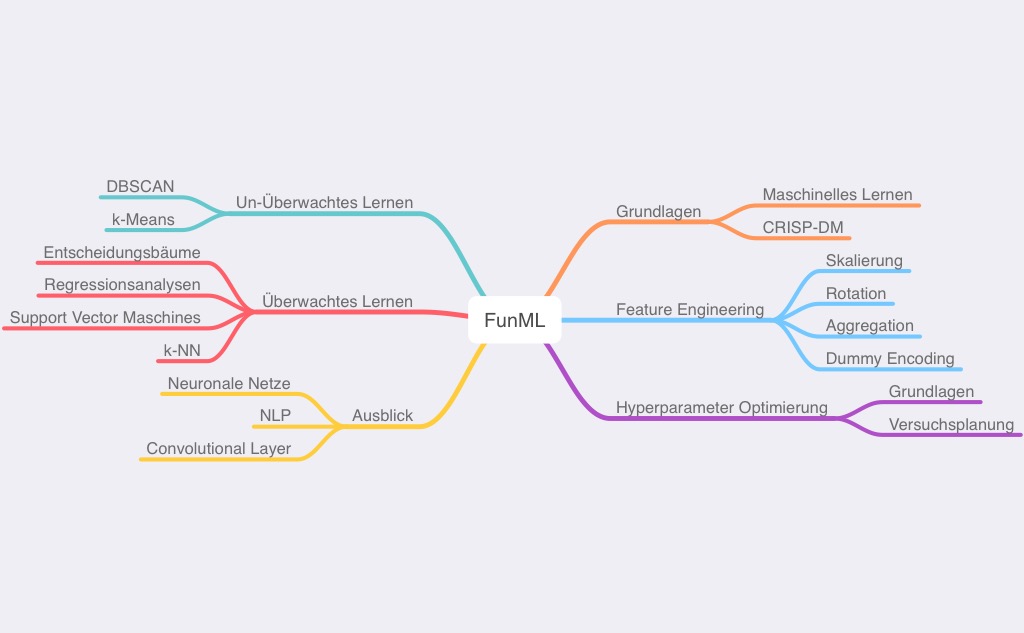 DBSCAN
k-Means
Un-Überwachtes Lernen
Entscheidungsbäume
Regressionsanalysen
Support Vector Maschines
k-NN
Überwachtes Lernen
Neuronale Netze
NLP
Convolutional Layer
Ausblick
FunML
Grundlagen
Maschinelles Lernen
CRISP-DM
Feature Engineering
Skalierung
Rotation
Aggregation
Dummy Encoding
Hyperparameter Optimierung
Grundlagen
Versuchsplanung